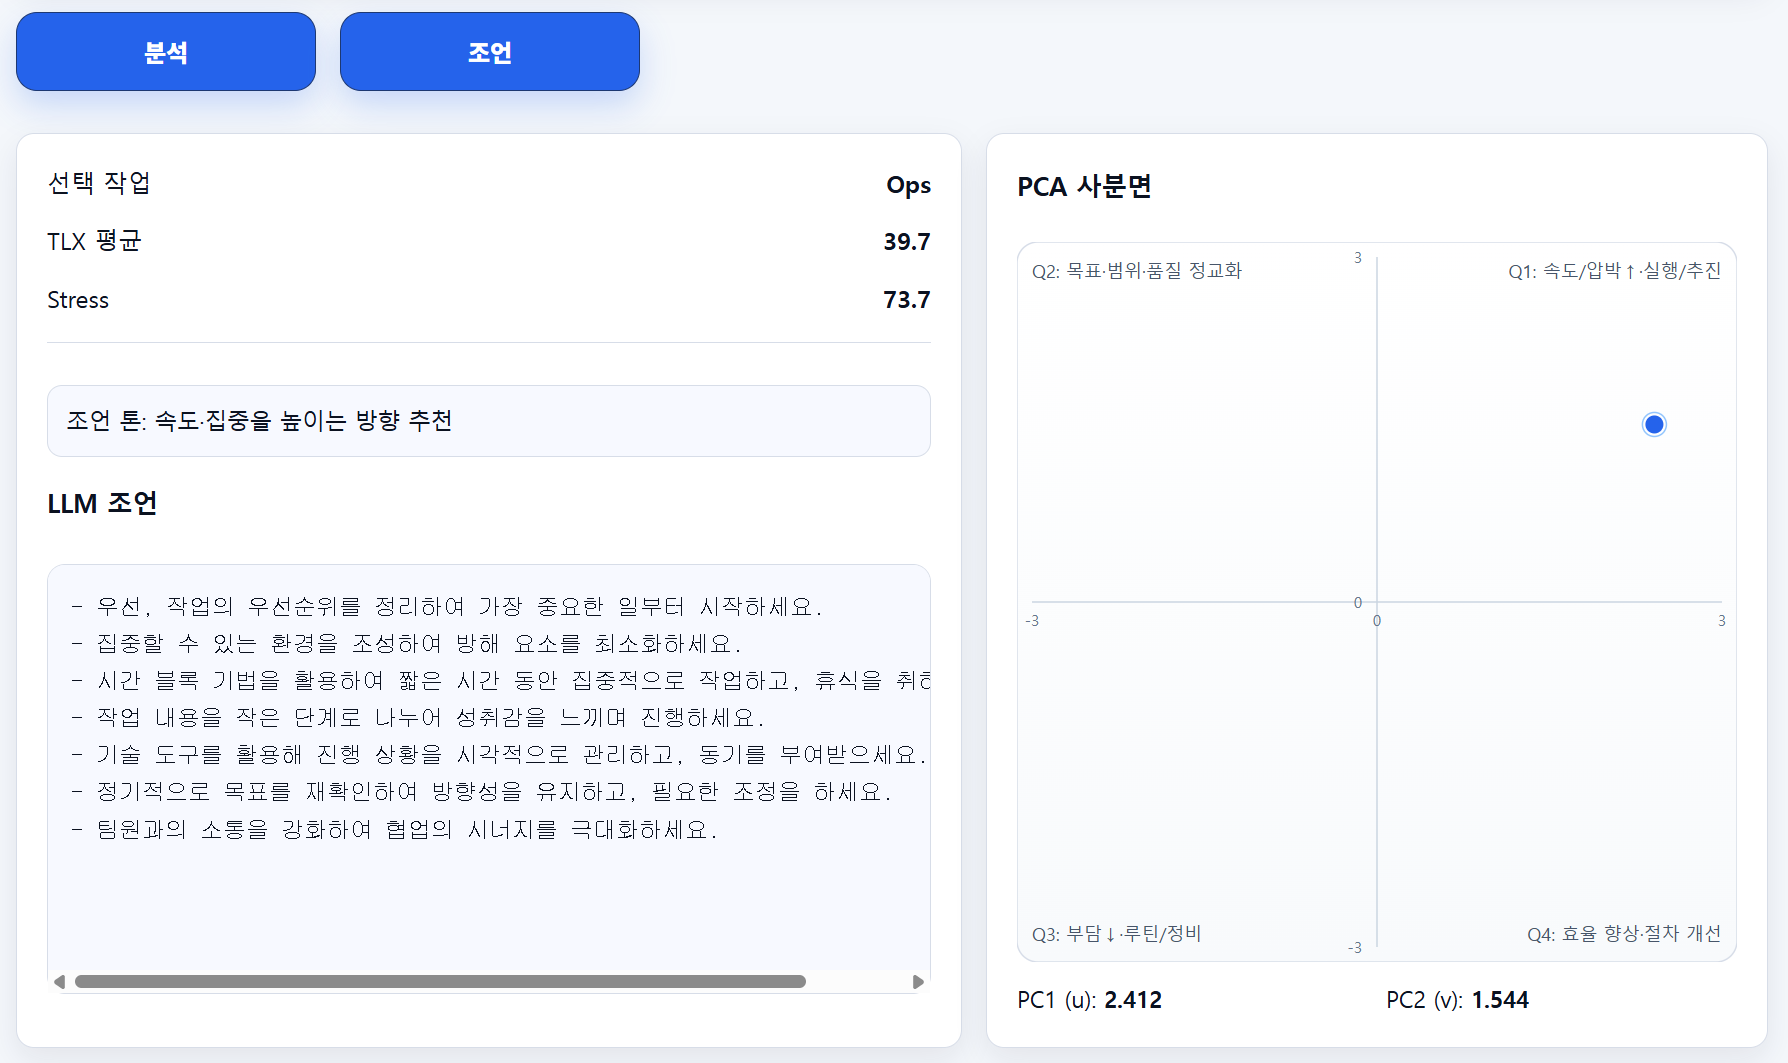 분석
조언
선택 작업 Ops
TLX 평균 39.7
Stress 73.7
조언 톤: 속도·집중을 높이는 방향 추천
LLM 조언
- 우선, 작업의 우선순위를 정리하여 가장 중요한 일부터 시작하세요.
- 집중할 수 있는 환경을 조성하여 방해 요소를 최소화하세요.
- 시간 블록 기법을 활용하여 짧은 시간 동안 집중적으로 작업하고, 휴식을
- 작업 내용을 작은 단계로 나누어 성취감을 느끼며 진행하세요.
- 기술 도구를 활용해 진행 상황을 시각적으로 관리하고, 동기를 부여받으세요.
- 정기적으로 목표를 재확인하여 방향성을 유지하고, 필요한 조정을 하세요.
- 팀원과의 소통을 강화하여 협업의 시너지를 극대화하세요.
PCA 사분면
Q2: 목표·범위·품질 정교화
3
Q1: 속도/압박↑·실행/추진
0
-3
0
3
Q3: 부담↓·루틴/정비
-3
Q4: 효율 향상·절차 개선
PC1 (u): 2.412
PC2 (v): 1.544